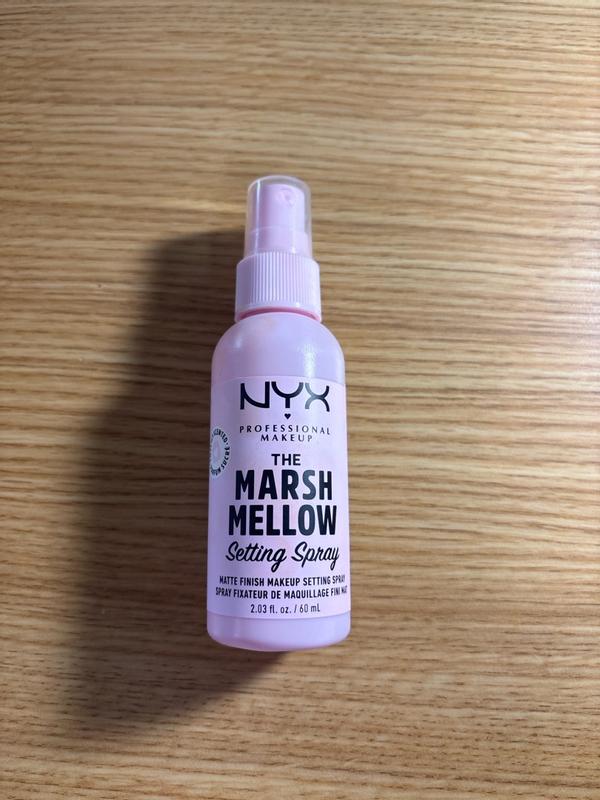 NYX
PROFESSIONAL
MAKEUP
THE
MARSH
MELLOW
Setting Spray
MATTE FINISH MAKEUP SETTING SPRAY
SPRAY FIXATEUR DE MAQUILLAGE FINI MAT
2.03 fl. oz. / 60 mL